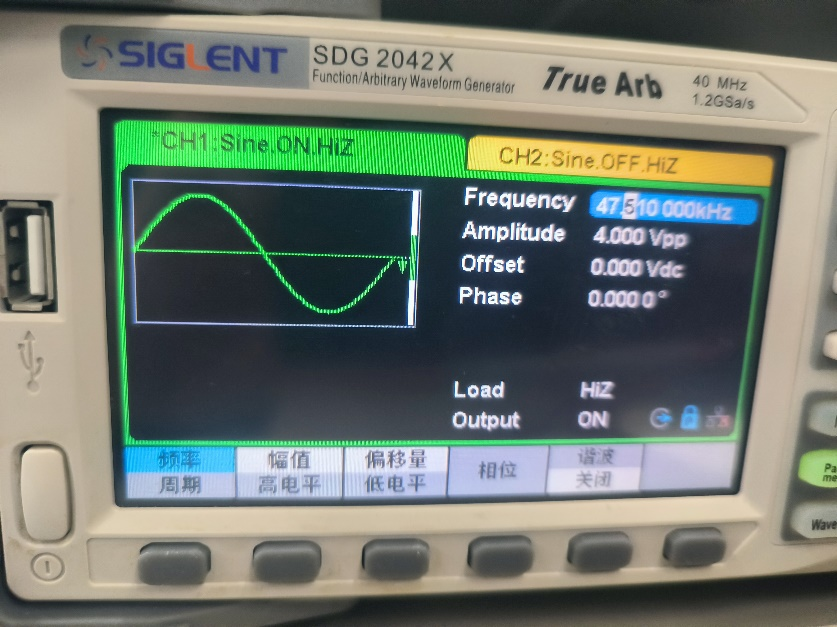 SIGLENT
SDG 2042X
Function/Arbitrary Waveform Generator
True Arb
40 MHz
1.2GSa/s
*CH1:Sine.ON.HiZ
CH2:Sine.OFF.HiZ
Frequency 47.510 000kHz
Amplitude 4.000 Vpp
Offset 0.000 Vdc
Phase 0.000 0°
Load HiZ
Output ON
频率 幅值 偏移量 相位 谐波
周期 高电平 低电平 关闭
Wave